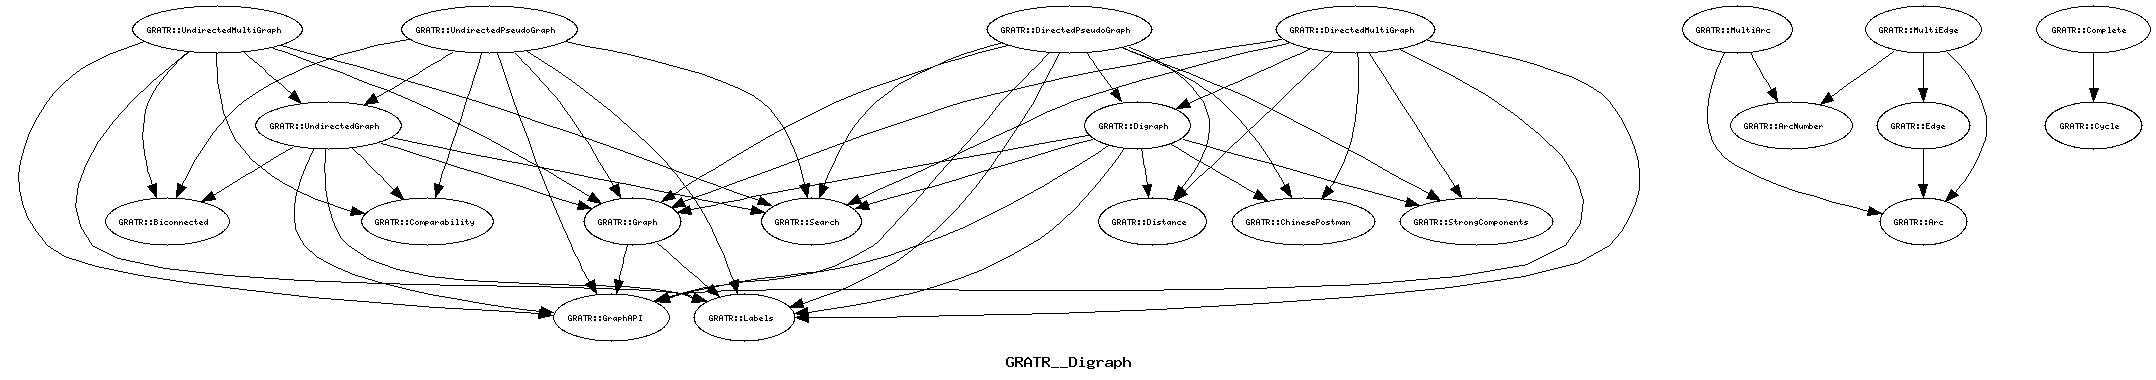 GRATR::UndirectedMultiGraph
GRATR::UndirectedPseudoGraph
GRATR::DirectedPseudoGraph
GRATR::DirectedMultiGraph
GRATR::MultiArc
GRATR::MultiEdge
GRATR::Complete
GRATR::UndirectedGraph
GRATR::Digraph
GRATR::ArcNumber
GRATR::Edge
GRATR::Cycle
GRATR::Biconnected
GRATR::Comparability
GRATR::Graph
GRATR::Search
GRATR::Distance
GRATR::ChinesePostman
GRATR::StrongComponents
GRATR::Arc
GRATR::GraphAPI
GRATR::Labels
GRATR__Digraph